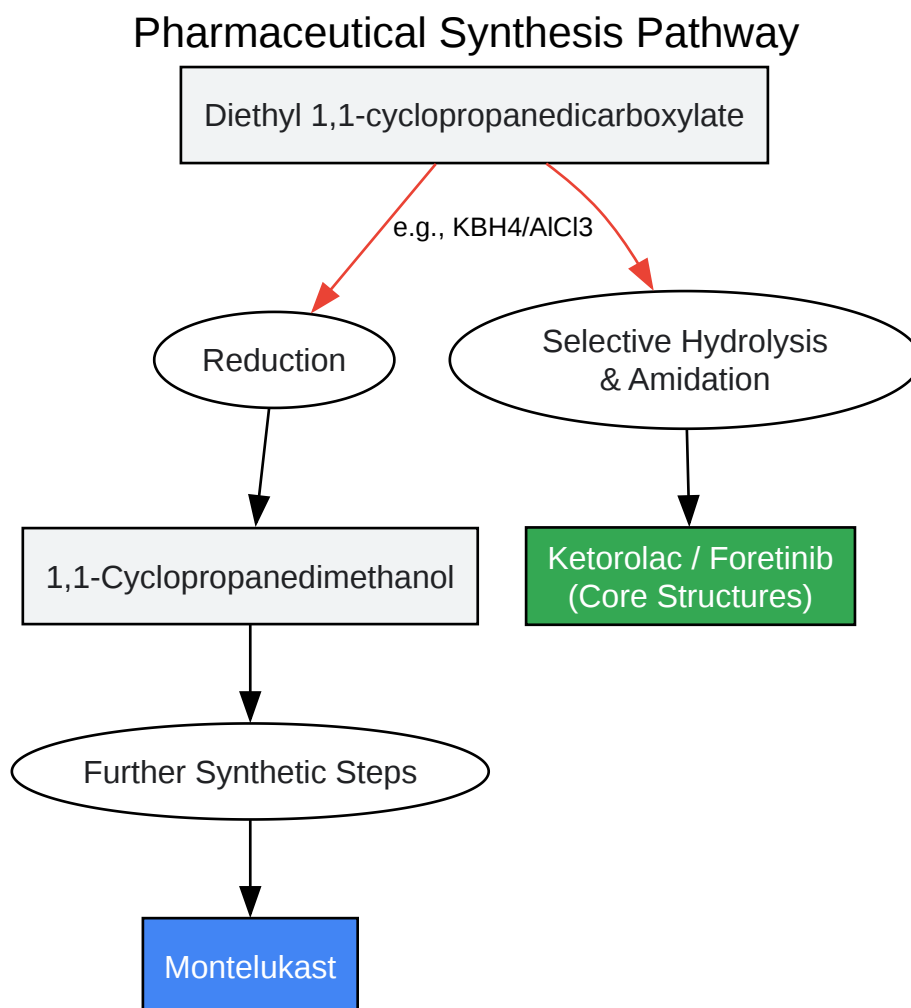 Pharmaceutical Synthesis Pathway
Diethyl 1,1-cyclopropanedicarboxylate
e.g., KBH4/AlCl3
Reduction
Selective Hydrolysis
& Amidation
1,1-Cyclopropanedimethanol
Ketorolac / Foretinib
(Core Structures)
Further Synthetic Steps
Montelukast